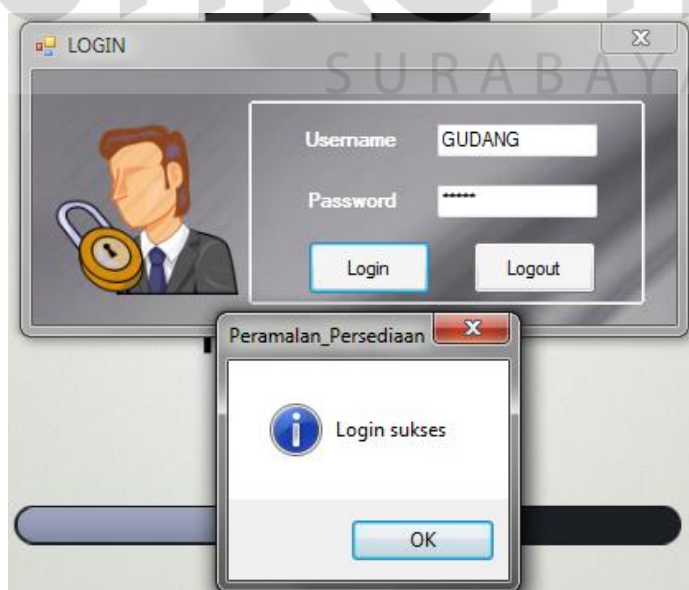 LOGIN
SURABAYA
Username GUDANG
Password *****
Login Logout
Peramalan_Persediaan
Login sukses
OK